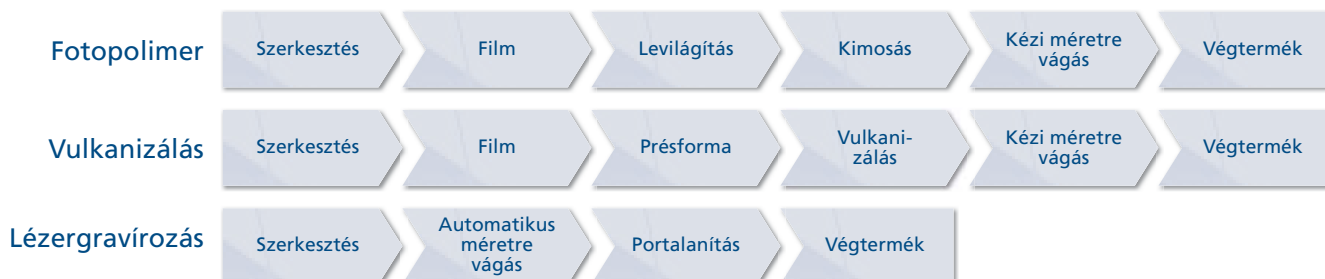 Fotopolimer
Szerkesztés
Film
Levilágítás
Kimosás
Kézi méretre
vágás
Végtermék
Vulkanizálás
Szerkesztés
Film
Présforma
Vulkani-
zálás
Kézi méretre
vágás
Végtermék
Lézergravírozás
Szerkesztés
Automatikus
méretre
vágás
Portalanítás
Végtermék